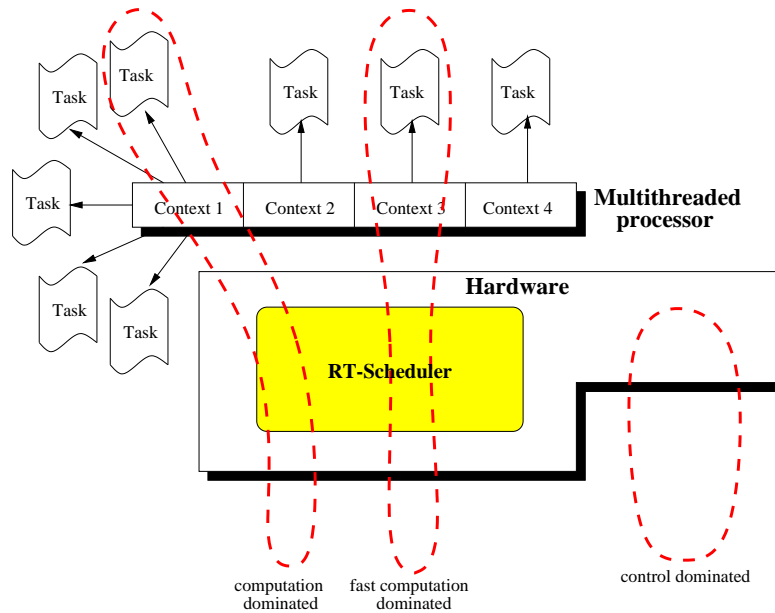 Task
Task
Task
Task
Task
Task
Context 1
Context 2
Context 3
Context 4
Multithreaded
processor
Task
Task
Task
Hardware
RT-Scheduler
computation
dominated
fast computation
dominated
control dominated